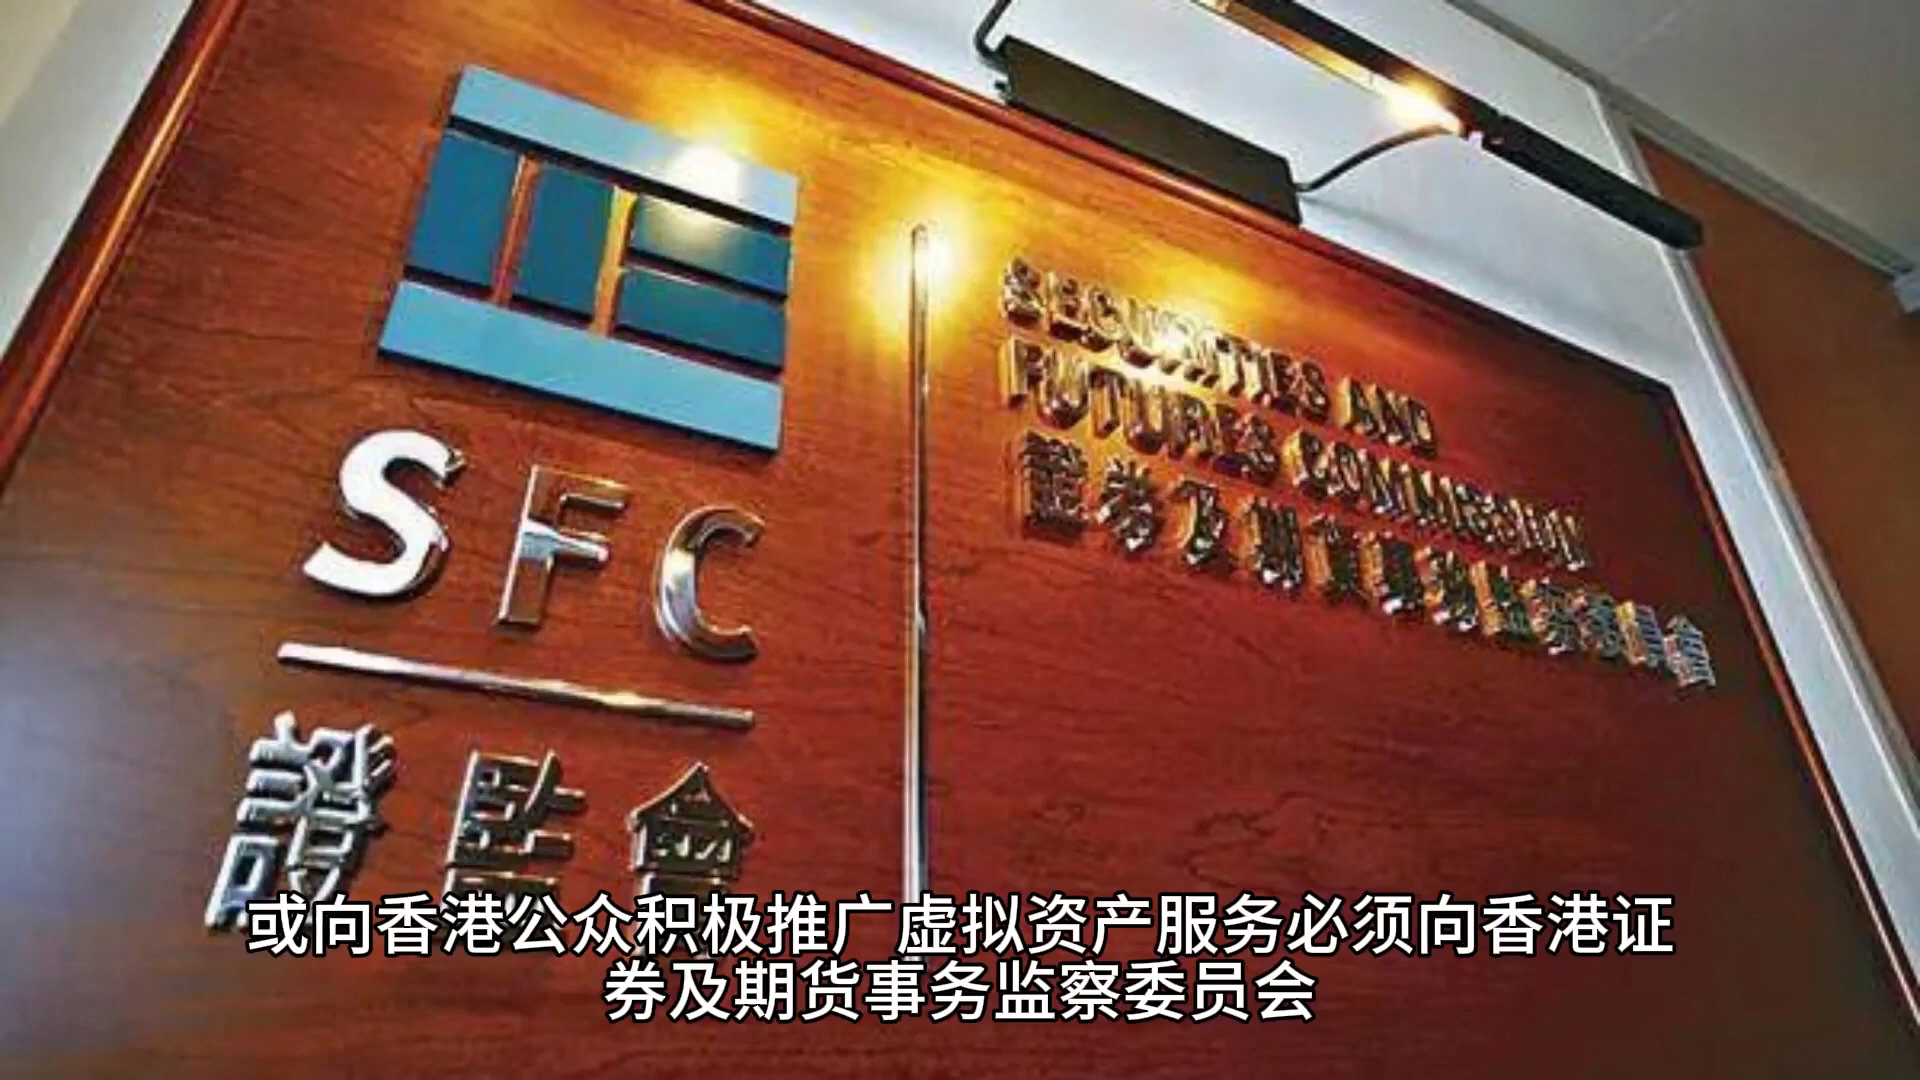 SFC
證監會
SECURITIES AND
FUTURES COMMISSION
證券及期貨事務監察委員會
或向香港公众积极推广虚拟资产服务必须向香港证
券及期货事务监察委员会